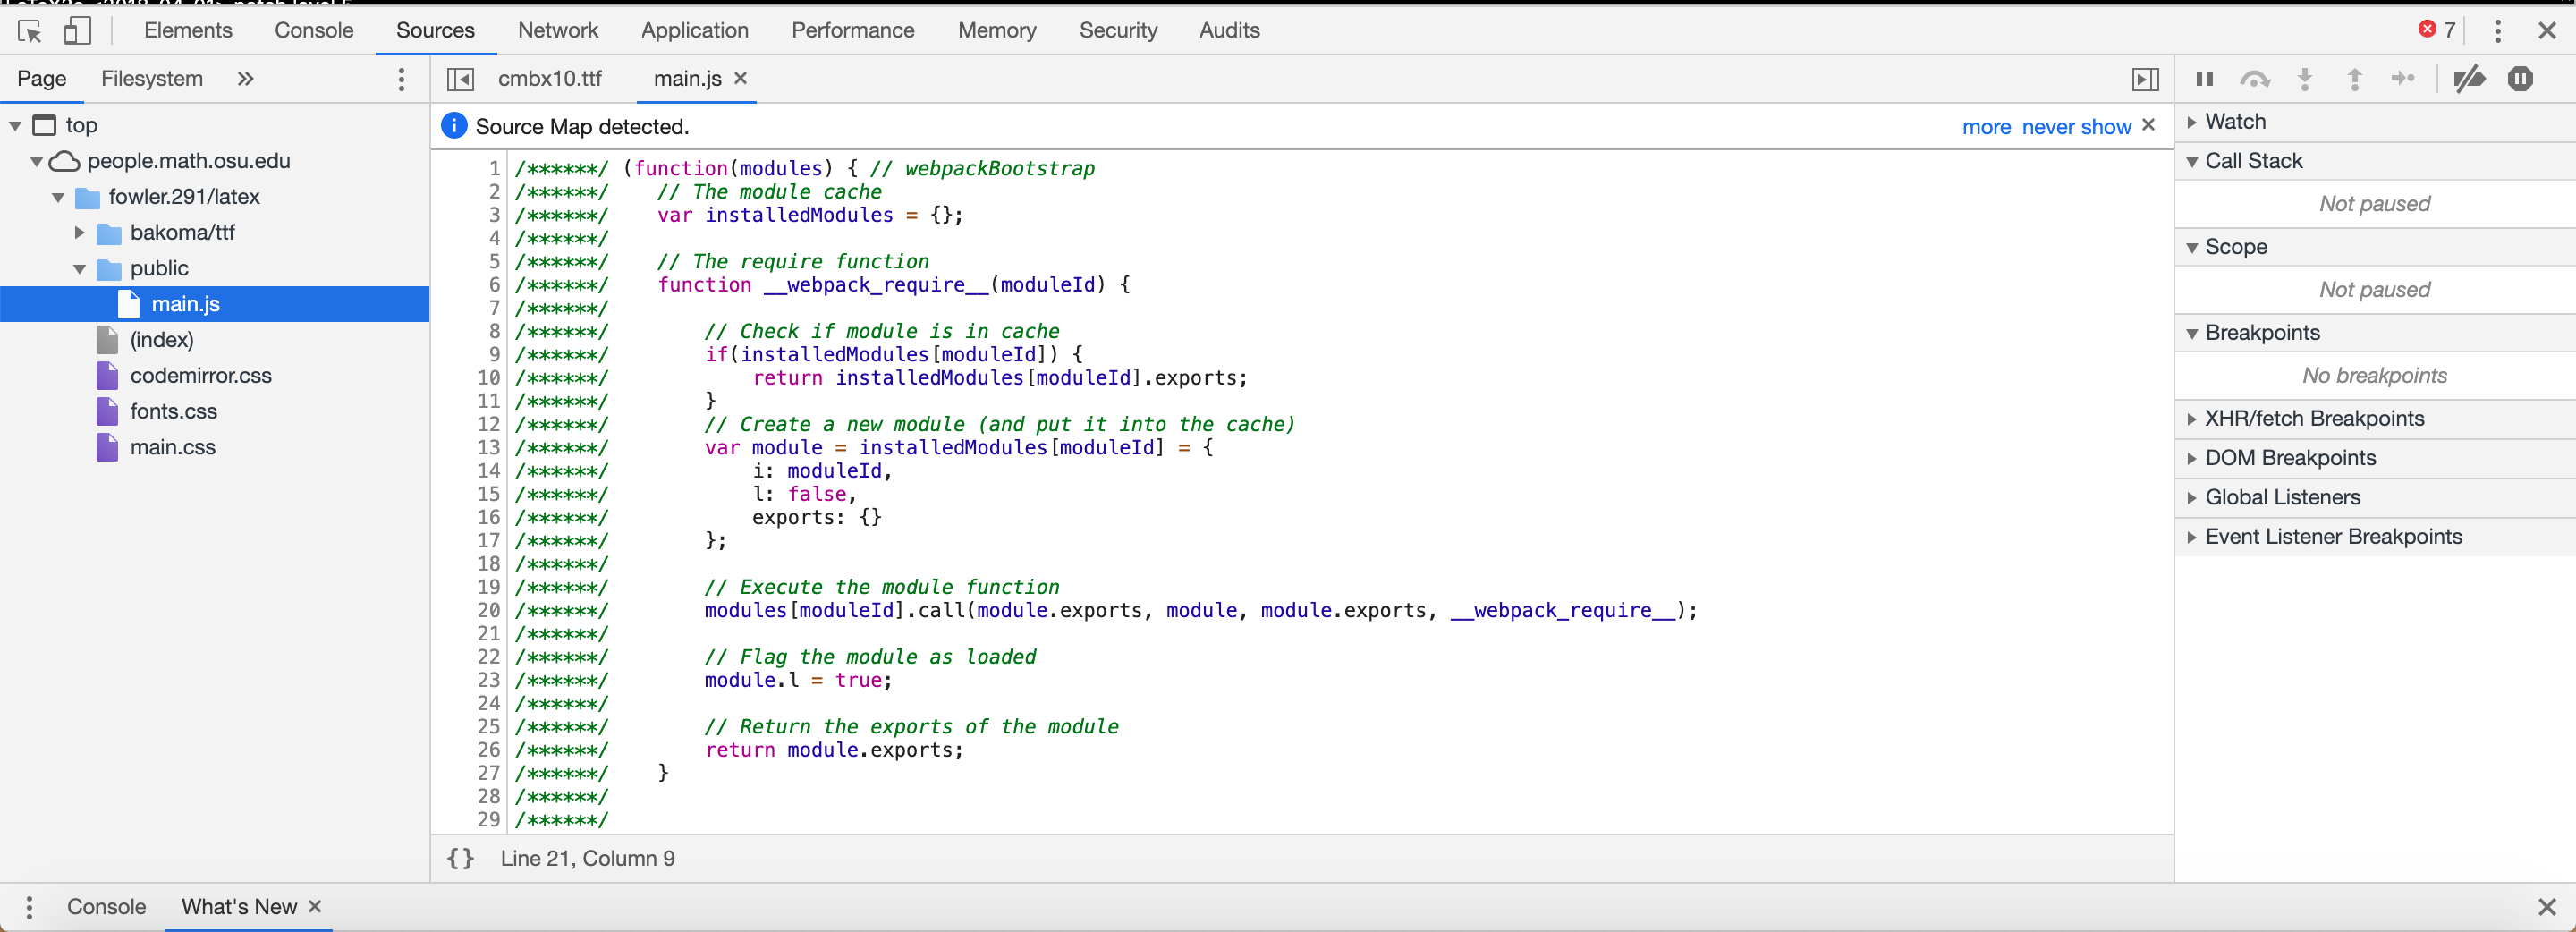 Elements Console Sources Network Application Performance Memory Security Audits 7
Page Filesystem » cmbx10.ttf main.js
Source Map detected. more never show
top
people.math.osu.edu
fowler.291/latex
bakoma/ttf
public
main.js
(index)
codemirror.css
fonts.css
main.css
1 /******/ (function(modules) { // webpackBootstrap
2 /******/ // The module cache
3 /******/ var installedModules = {};
4 /******/
5 /******/ // The require function
6 /******/ function __webpack_require__(moduleId) {
7 /******/
8 /******/ // Check if module is in cache
9 /******/ if(installedModules[moduleId]) {
10 /******/ return installedModules[moduleId].exports;
11 /******/ }
12 /******/ // Create a new module (and put it into the cache)
13 /******/ var module = installedModules[moduleId] = {
14 /******/ i: moduleId,
15 /******/ l: false,
16 /******/ exports: {}
17 /******/ };
18 /******/
19 /******/ // Execute the module function
20 /******/ modules[moduleId].call(module.exports, module, module.exports, __webpack_require__);
21 /******/
22 /******/ // Flag the module as loaded
23 /******/ module.l = true;
24 /******/
25 /******/ // Return the exports of the module
26 /******/ return module.exports;
27 /******/ }
28 /******/
29 /******/
{} Line 21, Column 9
Watch
Call Stack
Not paused
Scope
Not paused
Breakpoints
No breakpoints
XHR/fetch Breakpoints
DOM Breakpoints
Global Listeners
Event Listener Breakpoints
Console What's New